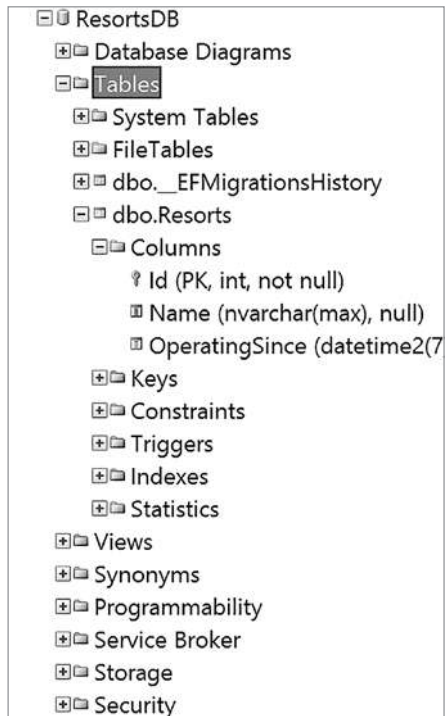 ResortsDB
Database Diagrams
Tables
System Tables
FileTables
dbo.__EFMigrationsHistory
dbo.Resorts
Columns
Id (PK, int, not null)
Name (nvarchar(max), null)
OperatingSince (datetime2(7
Keys
Constraints
Triggers
Indexes
Statistics
Views
Synonyms
Programmability
Service Broker
Storage
Security